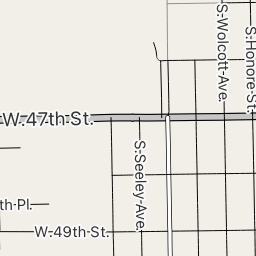 S. Wolcott Ave.
S. Honore St.
W. 47th St.
S. Seeley Ave.
th Pl.
W. 49th St.